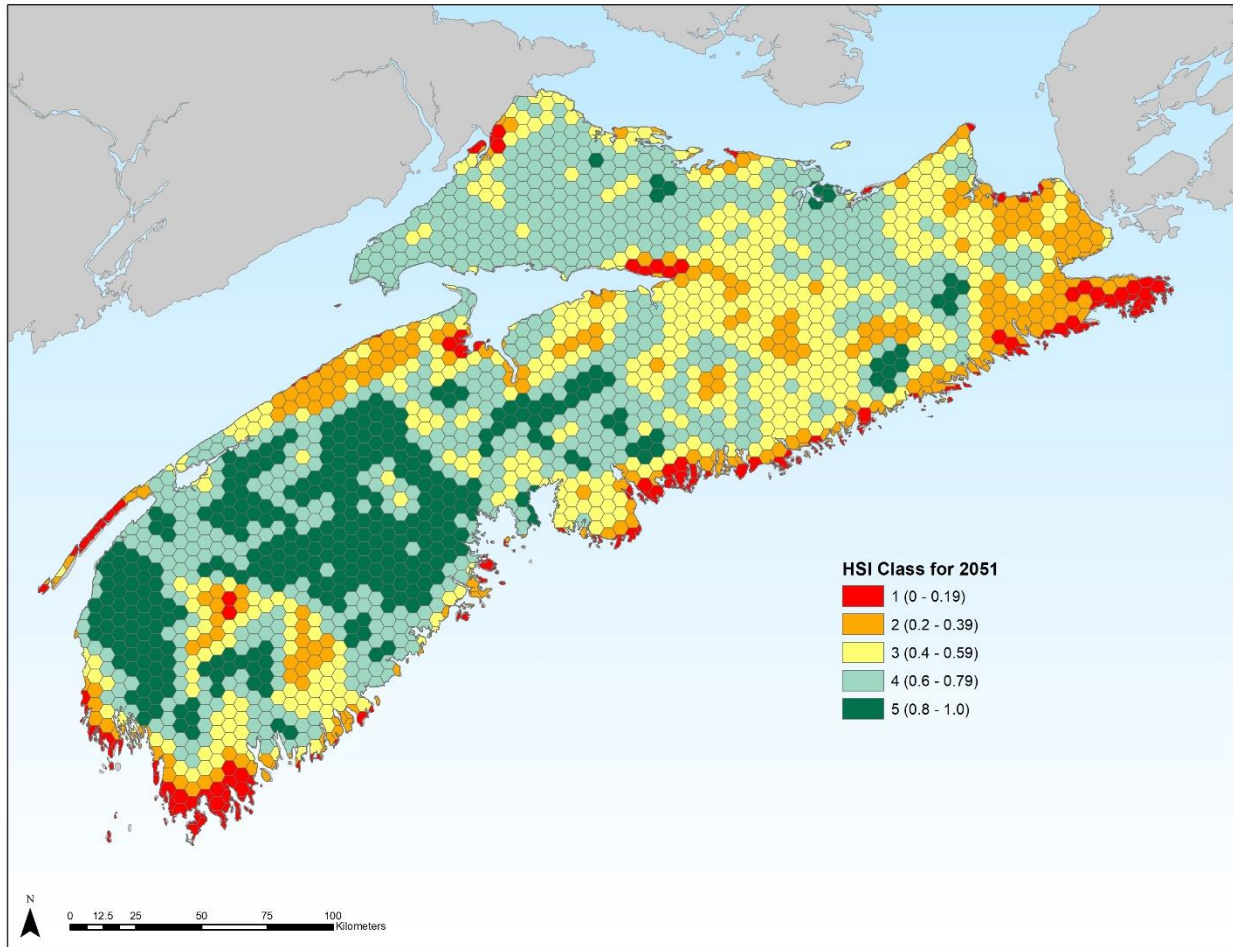 HSI Class for 2051
1 (0 - 0.19)
2 (0.2 - 0.39)
3 (0.4 - 0.59)
4 (0.6 - 0.79)
5 (0.8 - 1.0)
N
0 12.5 25 50 75 100
Kilometers